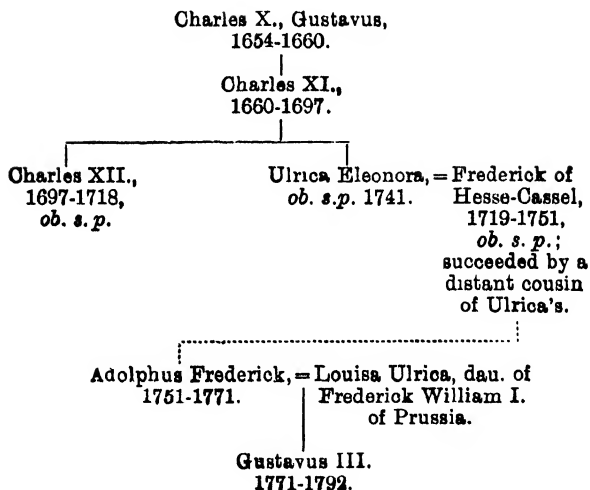 Charles X., Gustavus,
1654-1660.
Charles XI.,
1660-1697.
Charles XII.,
1697-1718,
ob. s. p.
Ulrica Eleonora, =
ob. s.p. 1741.
Frederick of
Hesse-Cassel,
1719-1751,
ob. s. p.;
succeeded by a
distant cousin
of Ulrica's.
Adolphus Frederick, =
1751-1771.
Louisa Ulrica, dau. of
Frederick William I.
of Prussia.
Gustavus III.
1771-1792.